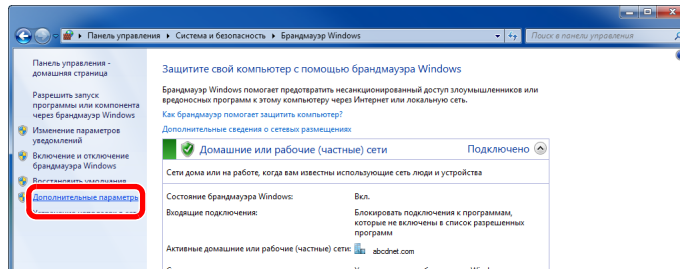 Панель управления ▸ Система и безопасность ▸ Брандмауэр Windows
Поиск в панели управления
Панель управления -
домашняя страница
Разрешить запуск
программы или компонента
через брандмауэр Windows
Изменение параметров
уведомлений
Включение и отключение
брандмауэра Windows
Восстановить умолчания
Дополнительные параметры
Защитите свой компьютер с помощью брандмауэра Windows
Брандмауэр Windows помогает предотвратить несанкционированный доступ злоумышленников или
вредоносных программ к этому компьютеру через Интернет или локальную сеть.
Как брандмауэр помогает защитить компьютер?
Дополнительные сведения о сетевых размещениях
Домашние или рабочие (частные) сети Подключено
Сети дома или на работе, когда вам известны использующие сеть люди и устройства
Состояние брандмауэра Windows: Вкл.
Входящие подключения: Блокировать подключения к программам,
которые не включены в список разрешенных
программ
Активные домашние или рабочие (частные) сети: abcdnet.com